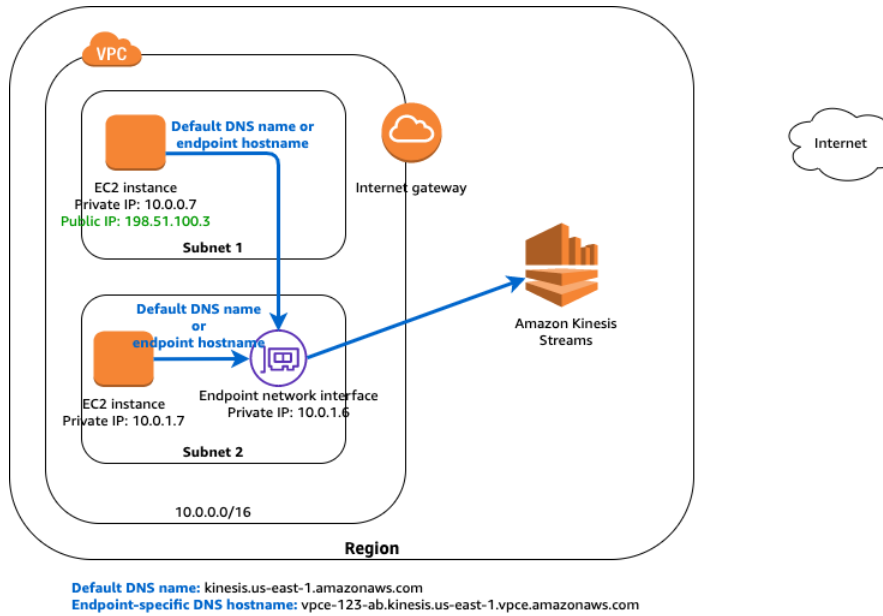 VPC
Default DNS name or
endpoint hostname
EC2 instance
Private IP: 10.0.0.7
Public IP: 198.51.100.3
Subnet 1
Internet gateway
Internet
Default DNS name
or
endpoint hostname
EC2 instance
Private IP: 10.0.1.7
Endpoint network interface
Private IP: 10.0.1.6
Subnet 2
Amazon Kinesis
Streams
10.0.0.0/16
Region
Default DNS name: kinesis.us-east-1.amazonaws.com
Endpoint-specific DNS hostname: vpce-123-ab.kinesis.us-east-1.vpce.amazonaws.com